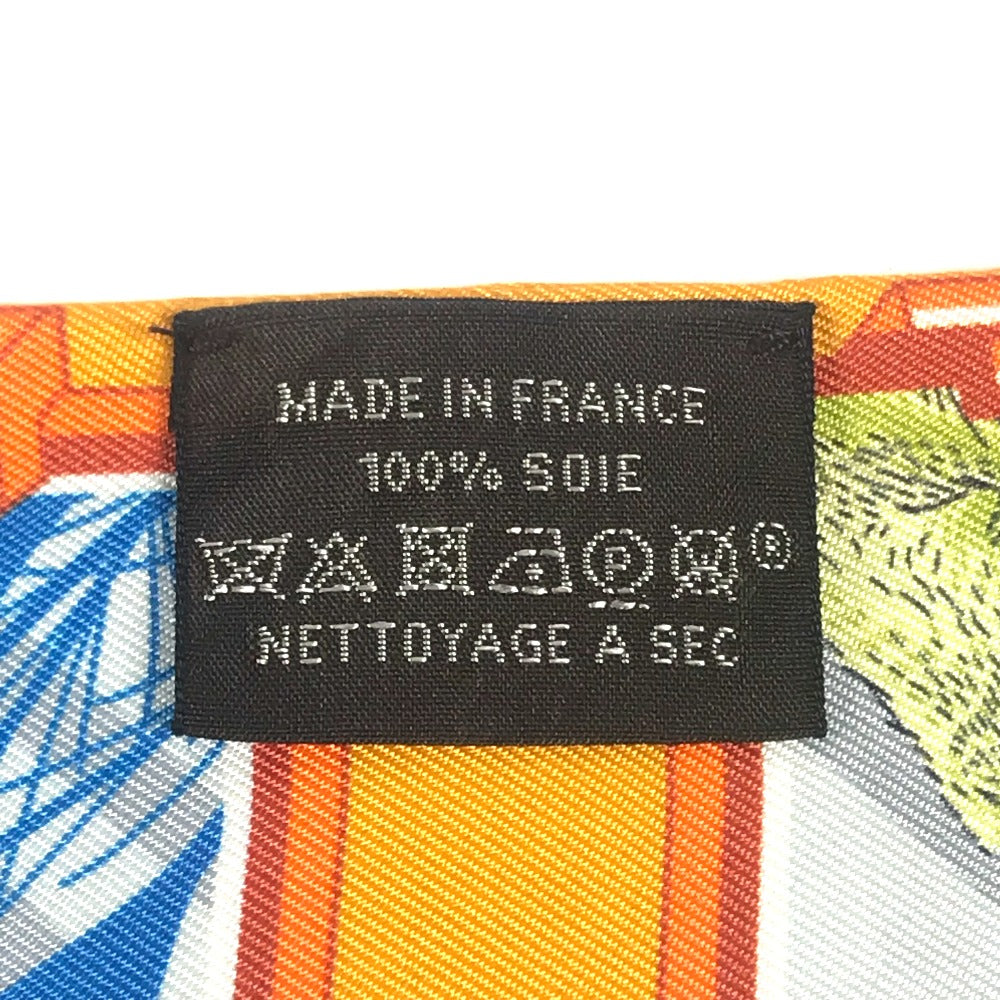 MADE IN FRANCE
100% SOIE
P ®
NETTOYAGE A SEC